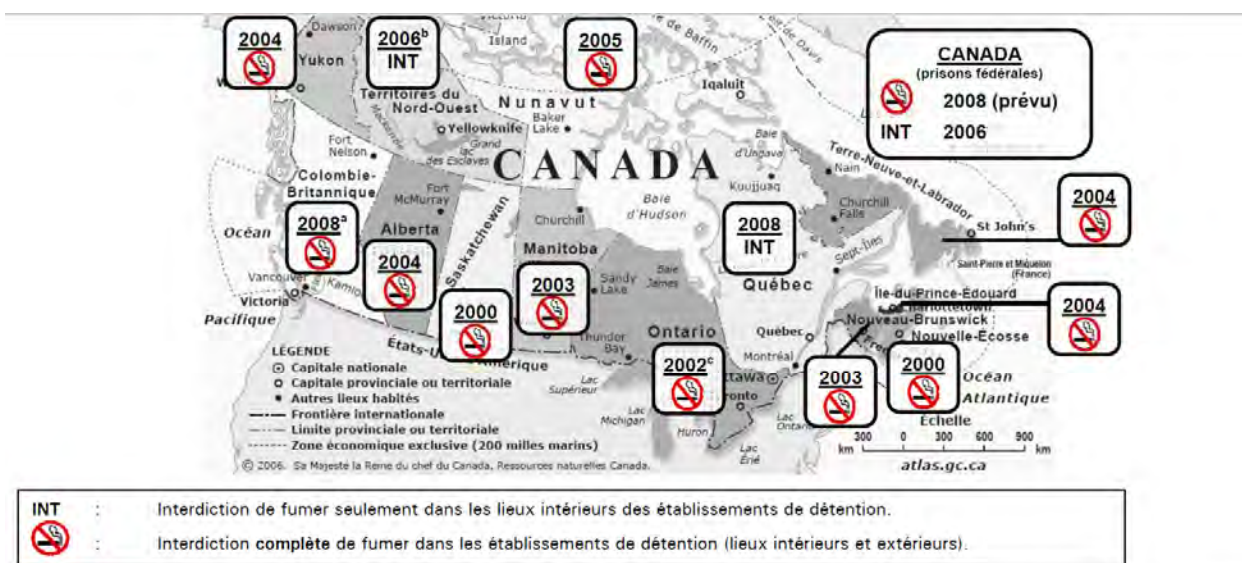 Victoria
Island
de Baffin
Dawson
2004
Yukon
2006ᵇ
INT
2005
CANADA
(prisons fédérales)
2008 (prévu)
INT 2006
Territoires du
Nord-Ouest
Nunavut
Iqaluit
Baker
Lake
Mackenzie
Yellowknife
Grand
lac
des Esclaves
Fort
Nelson
CANADA
Baie
d'Ungava
Kuujjuaq
Terre-Neuve-et-Labrador
Nain
Colombie-
Britannique
Fort
McMurray
Saskatchewan
Churchill
Baie
d'Hudson
Churchill
Falls
2004
St John's
Océan
2008ᵃ
Alberta
2004
Manitoba
2003
Sandy
Lake
Baie
James
2008
INT
Québec
Sept-Îles
Saint-Pierre et Miquelon
(France)
Vancouver
Victoria
Pacifique
2000
Île-du-Prince-Édouard
Charlottetown
2004
Nouveau-Brunswick
Nouvelle-Écosse
Thunder
Bay
Ontario
Québec
Montréal
2002ᶜ
2003
2000
Océan
Atlantique
Lac
Supérieur
Lac
Michigan
Huron
Lac
Ontario
Lac
Érié
LÉGENDE
Capitale nationale
Capitale provinciale ou territoriale
Autres lieux habités
Frontière internationale
Limite provinciale ou territoriale
Zone économique exclusive (200 milles marins)
© 2006. Sa Majesté la Reine du chef du Canada, Ressources naturelles Canada.
Échelle
300 0 300 600 900
km km
atlas.gc.ca
INT : Interdiction de fumer seulement dans les lieux intérieurs des établissements de détention.
: Interdiction complète de fumer dans les établissements de détention (lieux intérieurs et extérieurs).